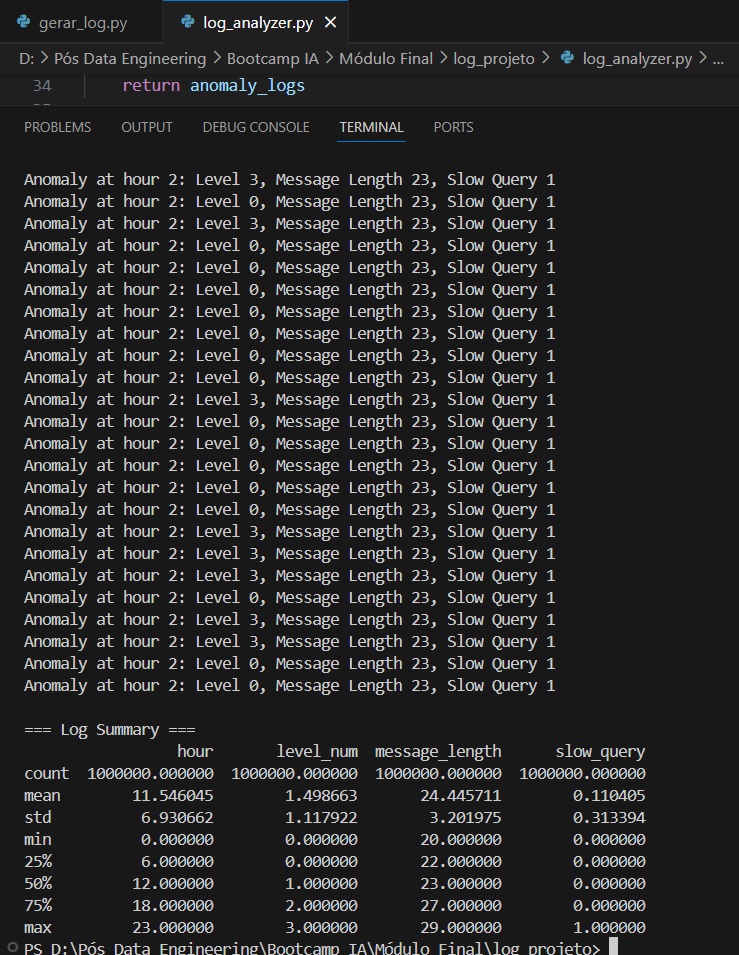 gerar_log.py
log_analyzer.py
D: > Pós Data Engineering > Bootcamp IA > Módulo Final > log_projeto > log_analyzer.py > ...
34 return anomaly_logs
PROBLEMS OUTPUT DEBUG CONSOLE TERMINAL PORTS
Anomaly at hour 2: Level 3, Message Length 23, Slow Query 1
Anomaly at hour 2: Level 0, Message Length 23, Slow Query 1
Anomaly at hour 2: Level 3, Message Length 23, Slow Query 1
Anomaly at hour 2: Level 0, Message Length 23, Slow Query 1
Anomaly at hour 2: Level 0, Message Length 23, Slow Query 1
Anomaly at hour 2: Level 0, Message Length 23, Slow Query 1
Anomaly at hour 2: Level 0, Message Length 23, Slow Query 1
Anomaly at hour 2: Level 0, Message Length 23, Slow Query 1
Anomaly at hour 2: Level 0, Message Length 23, Slow Query 1
Anomaly at hour 2: Level 0, Message Length 23, Slow Query 1
Anomaly at hour 2: Level 3, Message Length 23, Slow Query 1
Anomaly at hour 2: Level 0, Message Length 23, Slow Query 1
Anomaly at hour 2: Level 0, Message Length 23, Slow Query 1
Anomaly at hour 2: Level 0, Message Length 23, Slow Query 1
Anomaly at hour 2: Level 0, Message Length 23, Slow Query 1
Anomaly at hour 2: Level 0, Message Length 23, Slow Query 1
Anomaly at hour 2: Level 3, Message Length 23, Slow Query 1
Anomaly at hour 2: Level 3, Message Length 23, Slow Query 1
Anomaly at hour 2: Level 3, Message Length 23, Slow Query 1
Anomaly at hour 2: Level 0, Message Length 23, Slow Query 1
Anomaly at hour 2: Level 3, Message Length 23, Slow Query 1
Anomaly at hour 2: Level 3, Message Length 23, Slow Query 1
Anomaly at hour 2: Level 0, Message Length 23, Slow Query 1
Anomaly at hour 2: Level 0, Message Length 23, Slow Query 1
=== Log Summary ===
hour level_num message_length slow_query
count 1000000.000000 1000000.000000 1000000.000000 1000000.000000
mean 11.546045 1.498663 24.445711 0.110405
std 6.930662 1.117922 3.201975 0.313394
min 0.000000 0.000000 20.000000 0.000000
25% 6.000000 0.000000 22.000000 0.000000
50% 12.000000 1.000000 23.000000 0.000000
75% 18.000000 2.000000 27.000000 0.000000
max 23.000000 3.000000 29.000000 1.000000
PS D:\Pós Data Engineering\Bootcamp IA\Módulo Final\log_projeto>